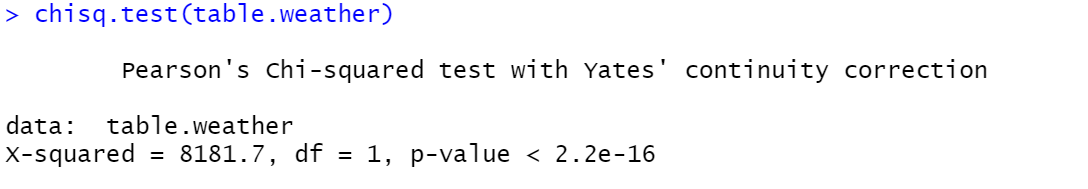 > chisq.test(table.weather)
Pearson's Chi-squared test with Yates' continuity correction
data:  table.weather
X-squared = 8181.7, df = 1, p-value < 2.2e-16